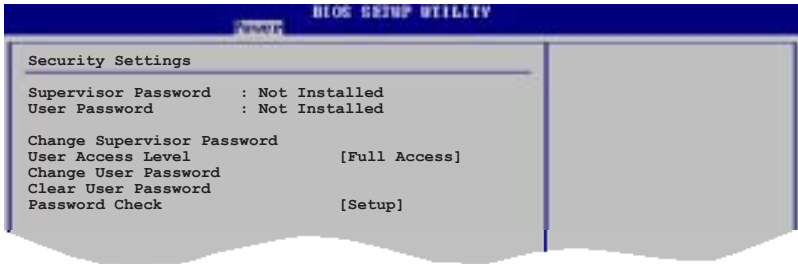 BIOS SETUP UTILITY
Power
Security Settings
Supervisor Password : Not Installed
User Password : Not Installed
Change Supervisor Password
User Access Level [Full Access]
Change User Password
Clear User Password
Password Check [Setup]